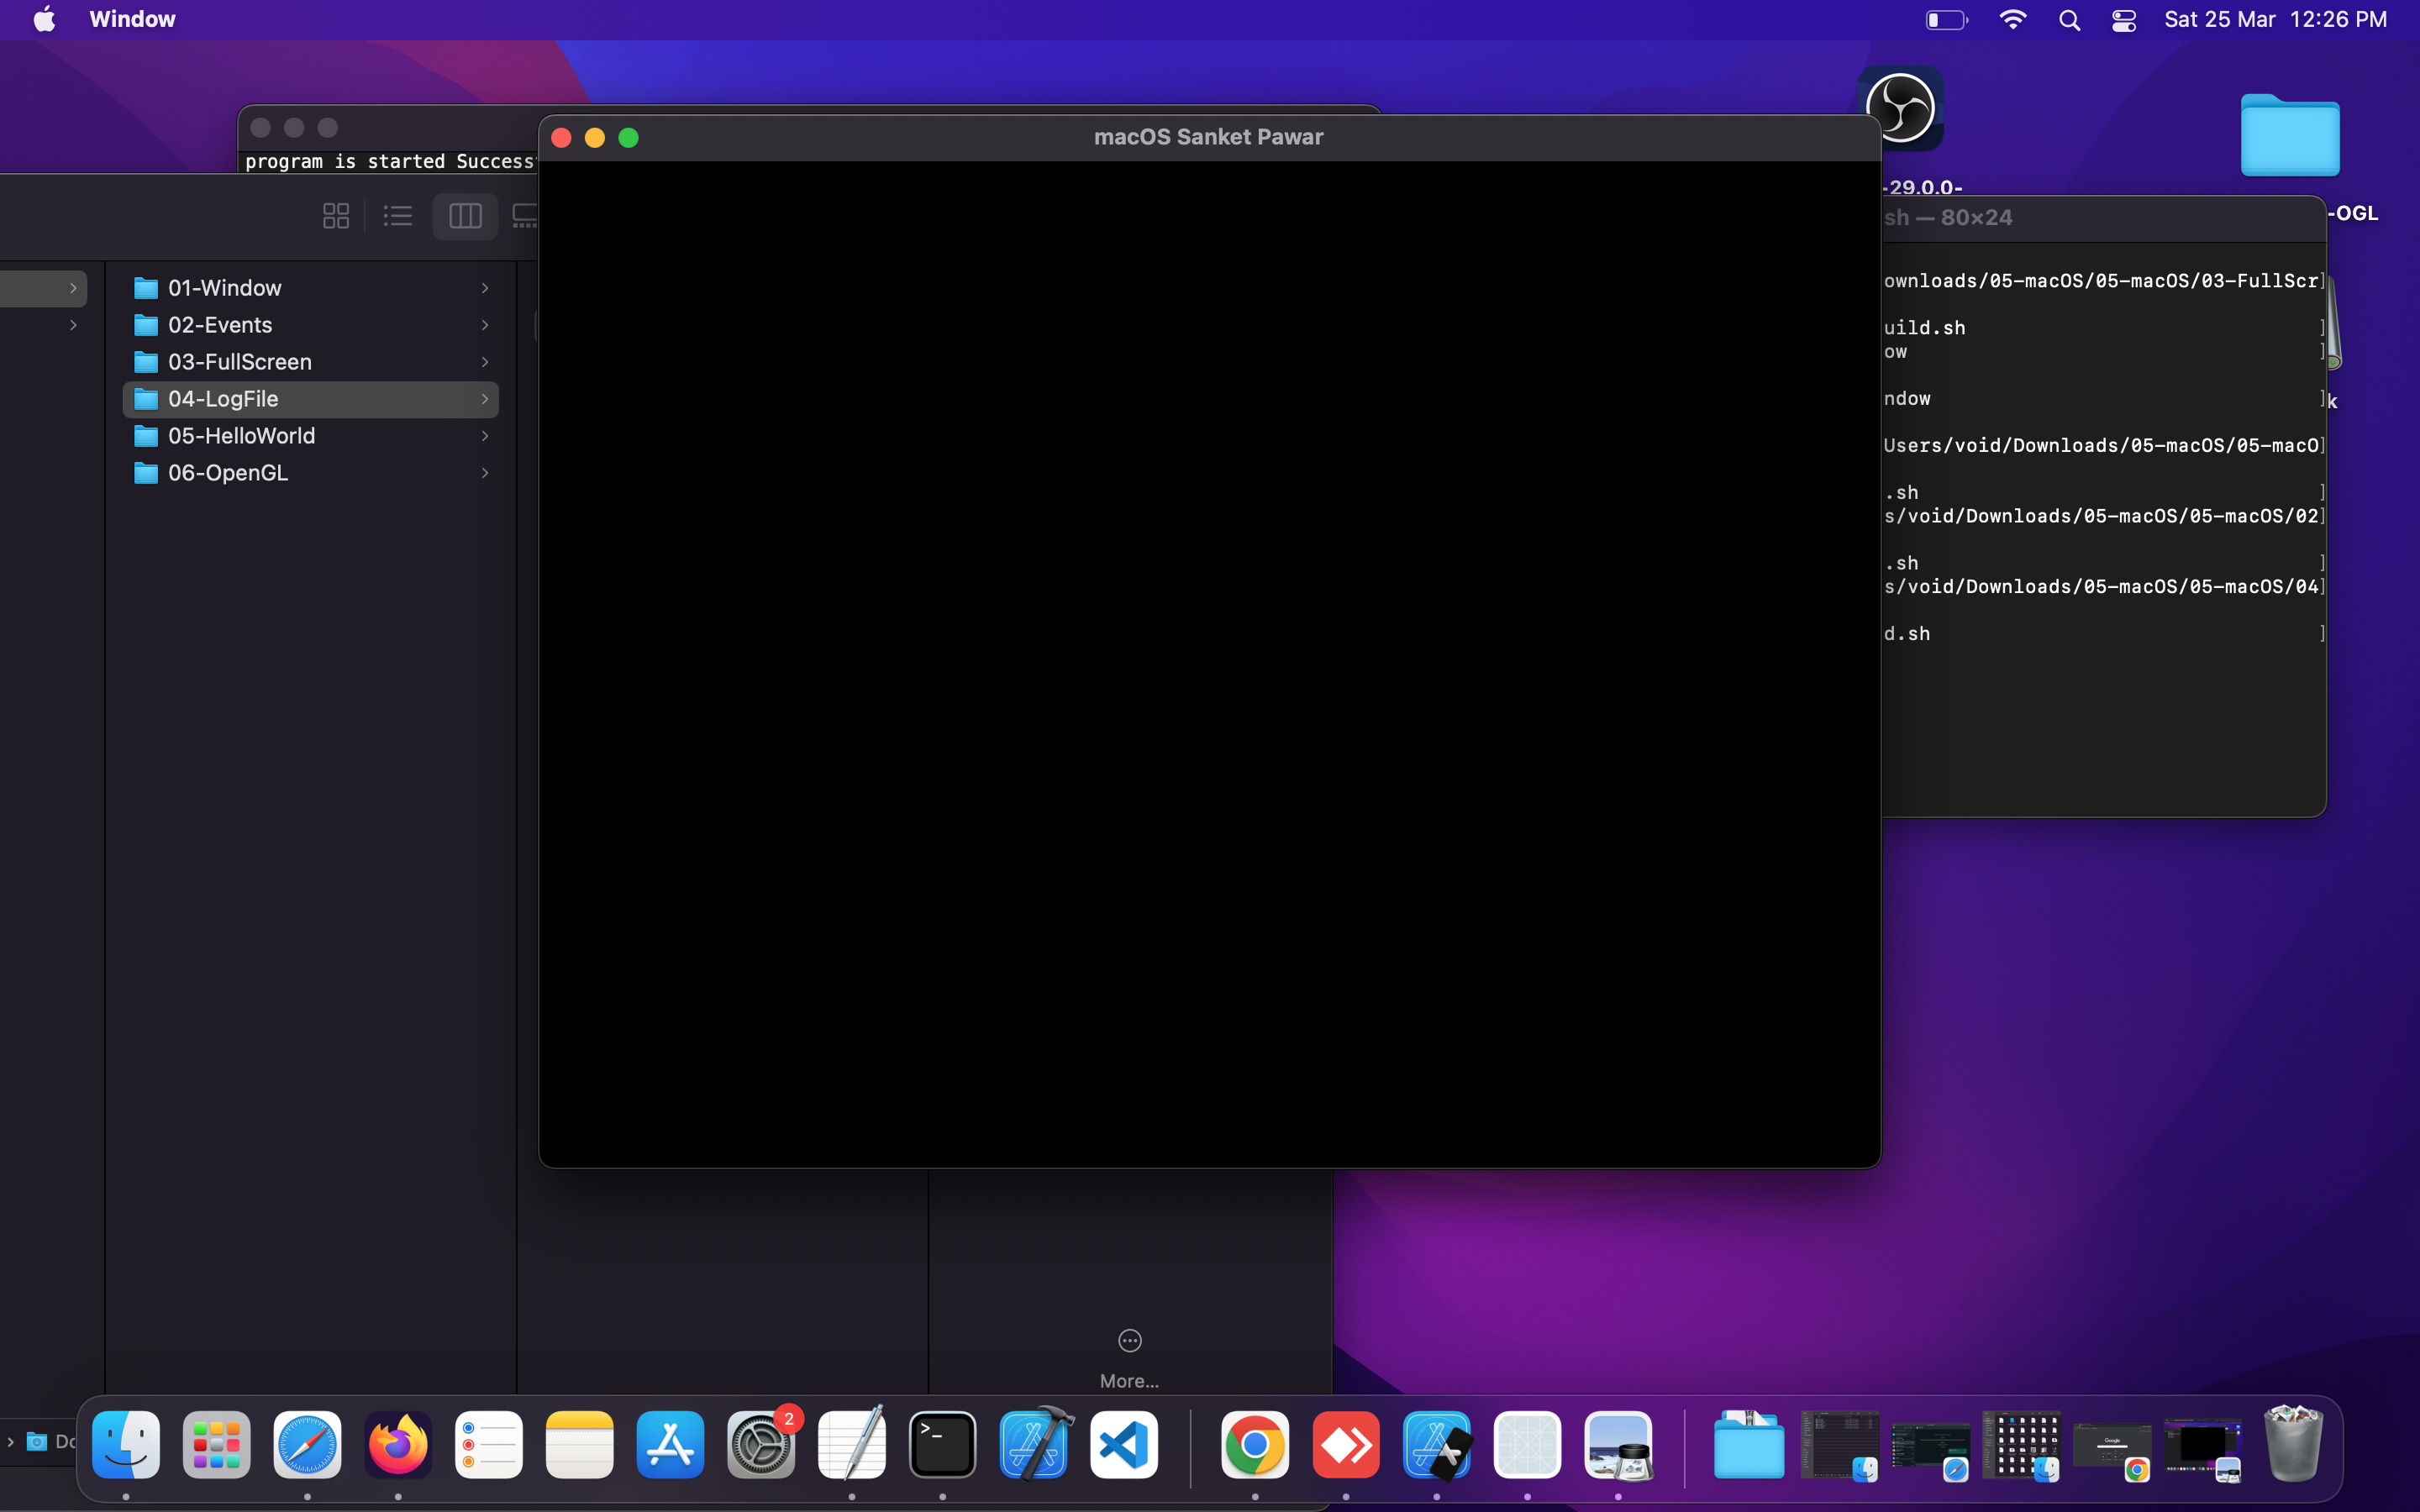 Window
Sat 25 Mar 12:26 PM
macOS Sanket Pawar
program is started Success
-29.0.0-
-OGL
sh — 80×24
01-Window
02-Events
03-FullScreen
04-LogFile
05-HelloWorld
06-OpenGL
ownloads/05-macOS/05-macOS/03-FullScr]
uild.sh ]
ow ]
ndow ]
k
Users/void/Downloads/05-macOS/05-macO]
.sh ]
s/void/Downloads/05-macOS/05-macOS/02]
.sh ]
s/void/Downloads/05-macOS/05-macOS/04]
d.sh ]
More...
Do
2
>_
Google